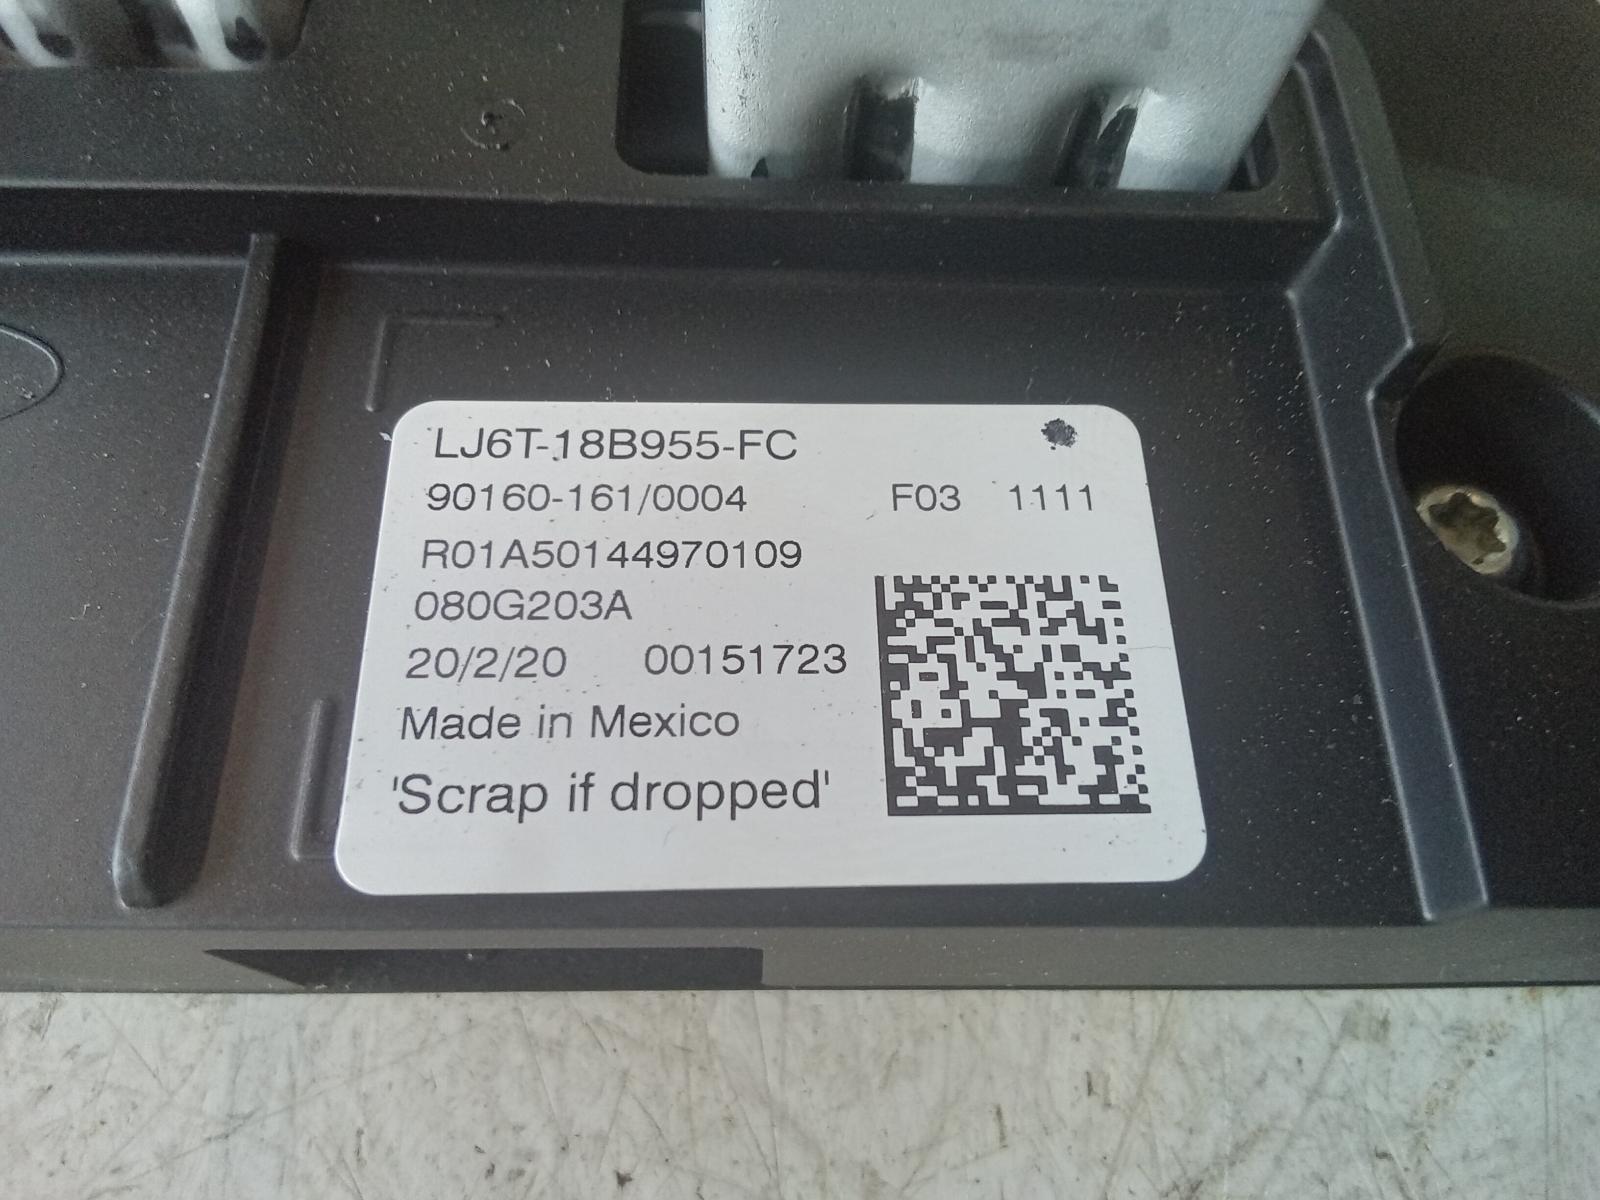 LJ6T-18B955-FC
90160-161/0004 F03 1111
R01A50144970109
080G203A
20/2/20 00151723
Made in Mexico
'Scrap if dropped'